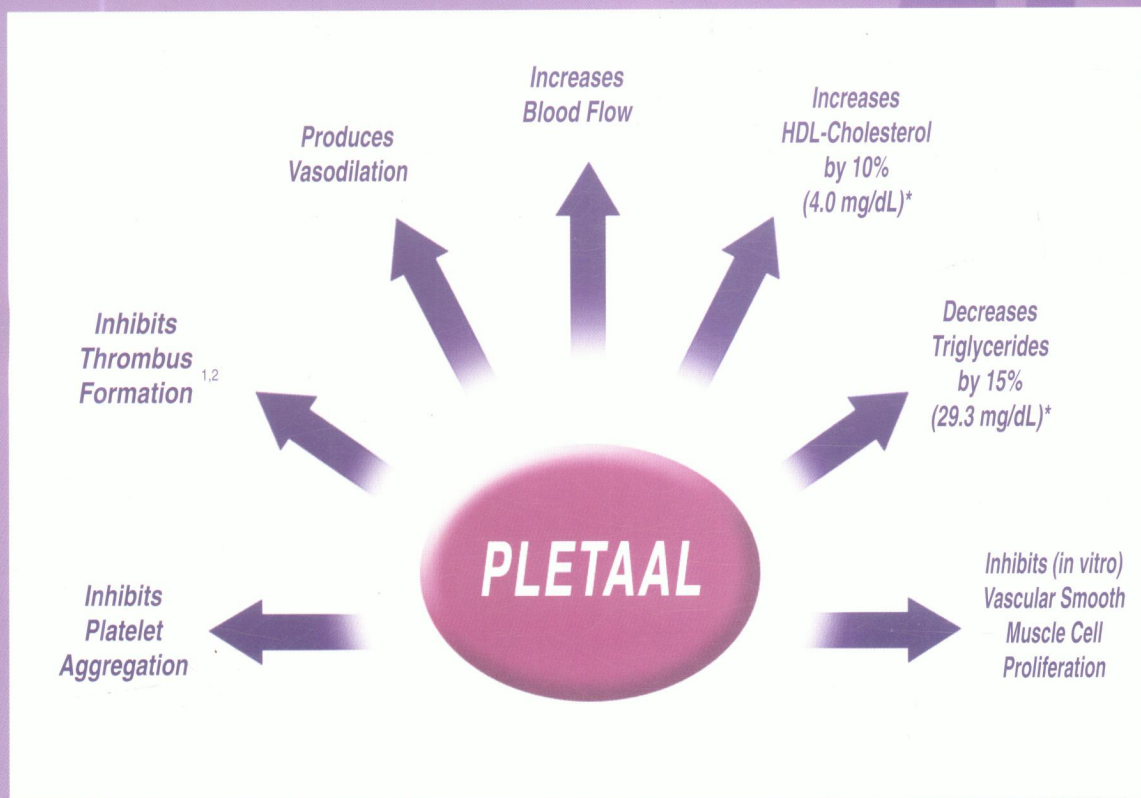 Increases
Blood Flow
Increases
HDL-Cholesterol
by 10%
(4.0 mg/dL)*
Produces
Vasodilation
Inhibits
Thrombus
Formation 1,2
Decreases
Triglycerides
by 15%
(29.3 mg/dL)*
PLETAAL
Inhibits
Platelet
Aggregation
Inhibits (in vitro)
Vascular Smooth
Muscle Cell
Proliferation